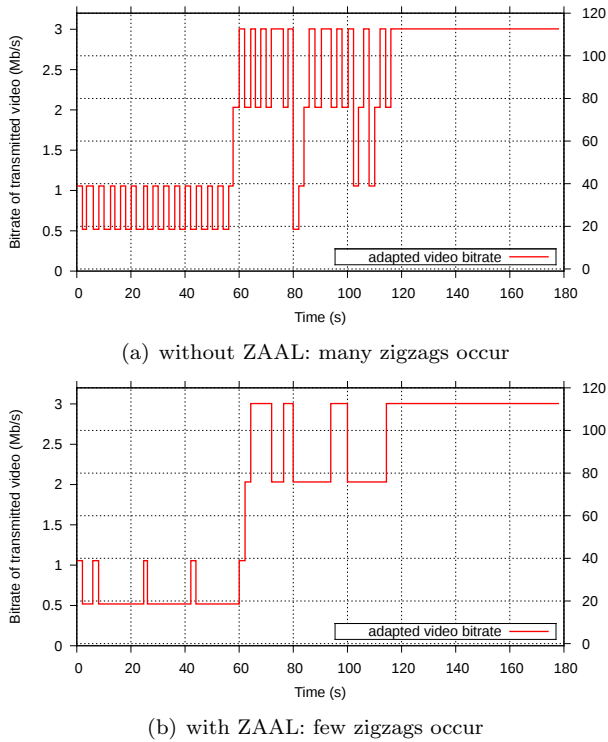 3
2.5
2
1.5
1
0.5
0
Bitrate of transmitted video (Mb/s)
120
100
80
60
40
20
0
adapted video bitrate
0 20 40 60 80 100 120 140 160 180
Time (s)
(a) without ZAAL: many zigzags occur
3
2.5
2
1.5
1
0.5
0
Bitrate of transmitted video (Mb/s)
120
100
80
60
40
20
0
adapted video bitrate
0 20 40 60 80 100 120 140 160 180
Time (s)
(b) with ZAAL: few zigzags occur